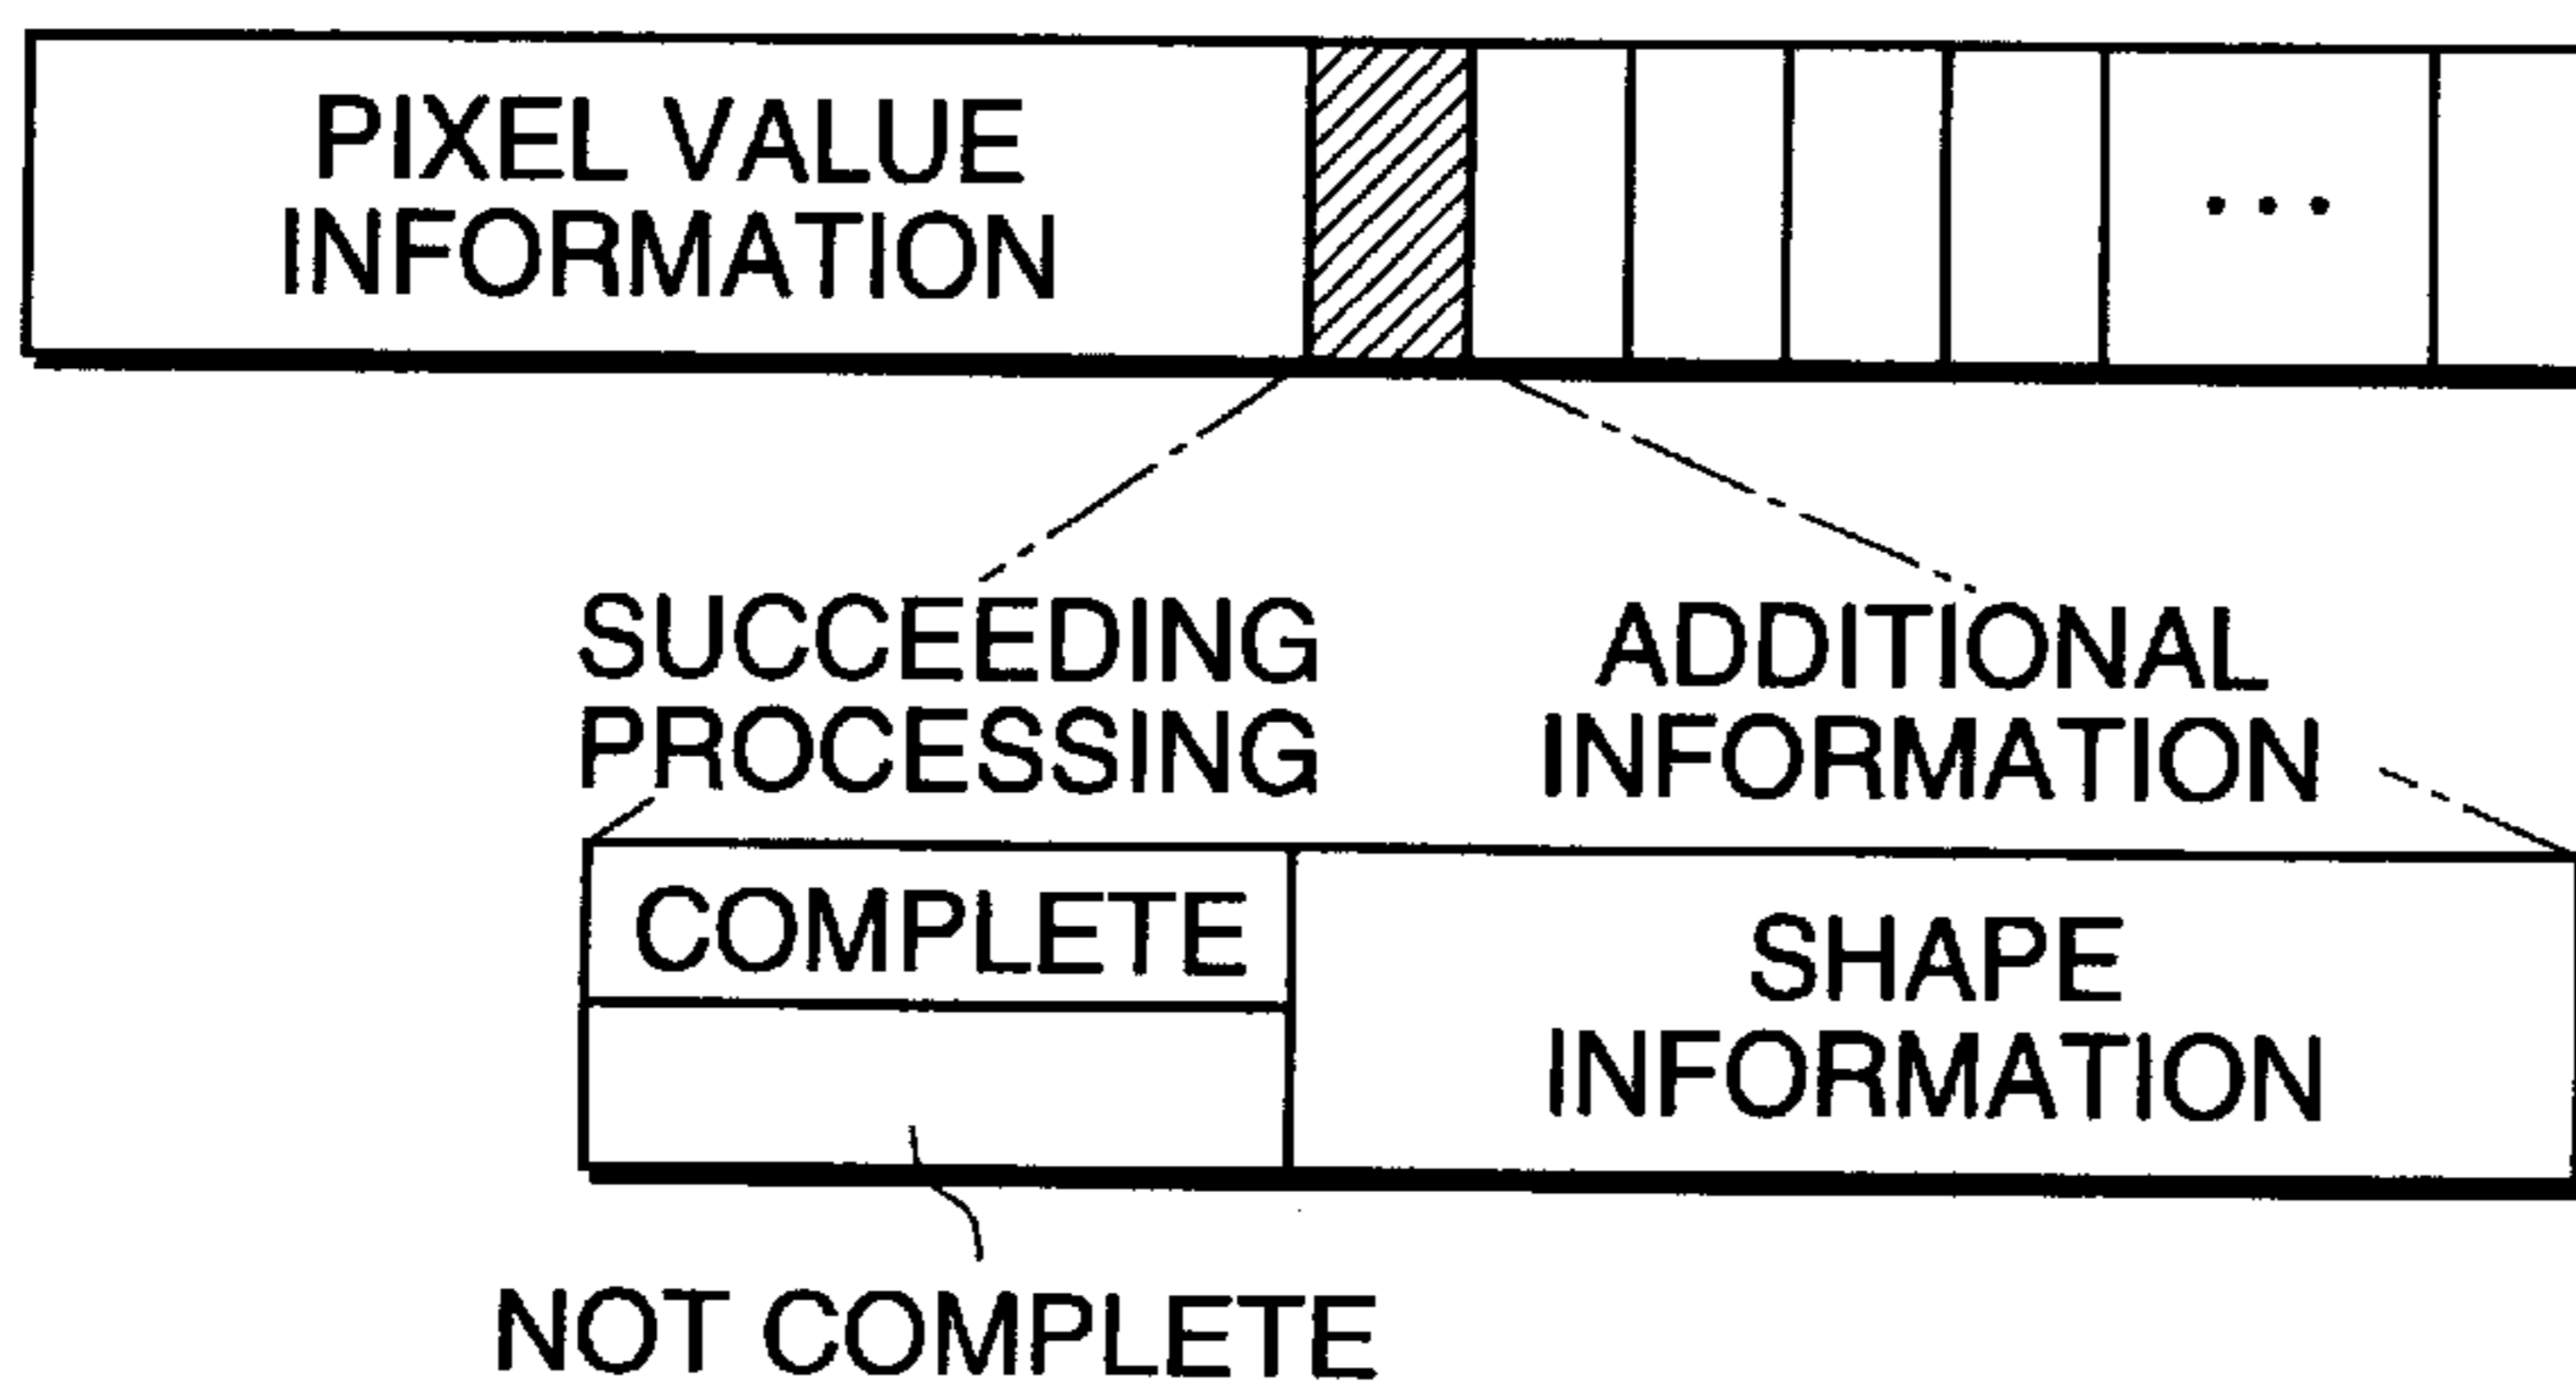 PIXEL VALUE
INFORMATION
...
SUCCEEDING
PROCESSING
ADDITIONAL
INFORMATION
COMPLETE
SHAPE
INFORMATION
NOT COMPLETE